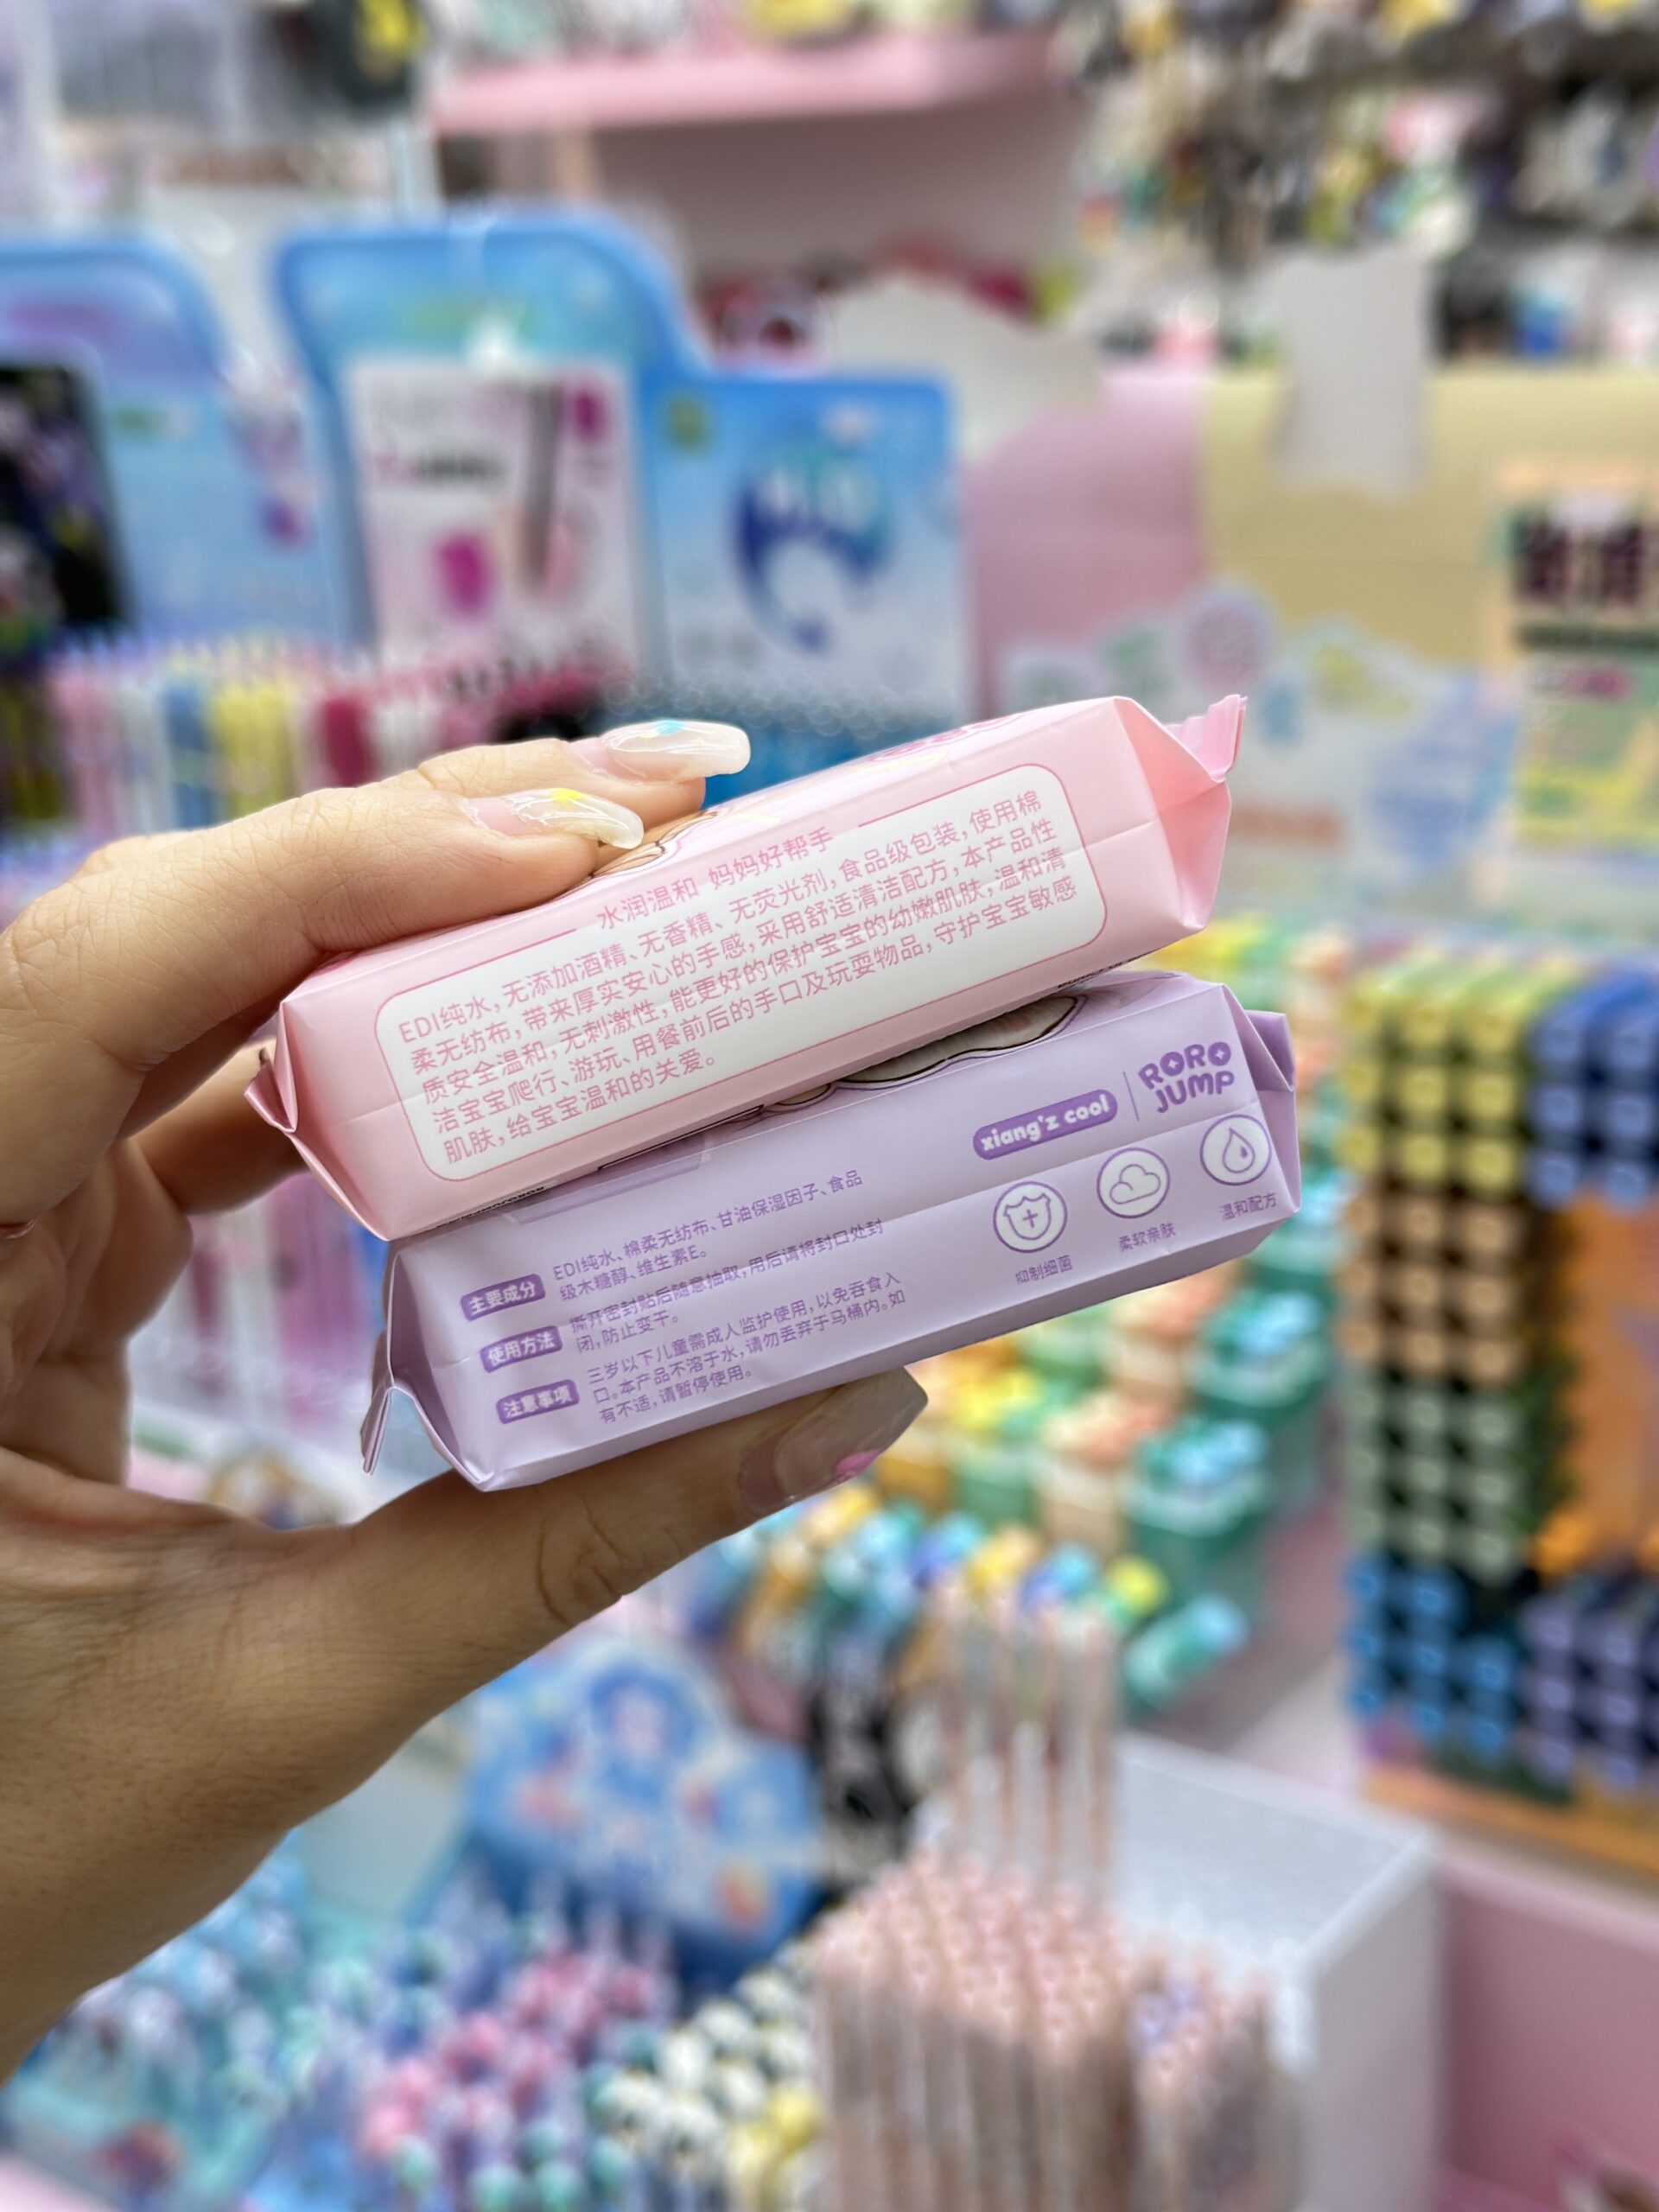 水润温和 妈妈好帮手
EDI纯水,无添加酒精、无香精、无荧光剂,食品级包装,使用棉
柔无纺布,带来厚实安心的手感,采用舒适清洁配方,本产品性
质安全温和,无刺激性,能更好的保护宝宝的幼嫩肌肤,温和清
洁宝宝爬行、游玩、用餐前后的手口及玩耍物品,守护宝宝敏感
肌肤,给宝宝温和的关爱。
xiang'z cool
RORO
JUMP
主要成分
EDI纯水、棉柔无纺布、甘油保湿因子、食品
级木糖醇、维生素E。
使用方法
撕开密封贴后随意抽取,用后请将封口处封
闭,防止变干。
注意事项
三岁以下儿童需成人监护使用,以免吞食入
口。本产品不溶于水,请勿丢弃于马桶内。如
有不适,请暂停使用。
抑制细菌
柔软亲肤
温和配方